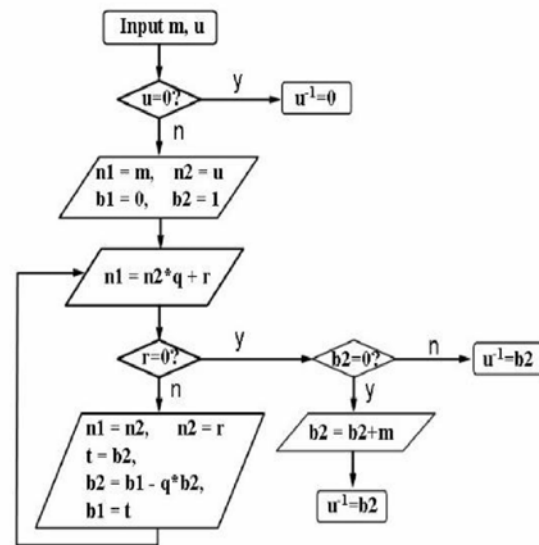 Input m, u
u=0?
y
u-1=0
n
n1 = m, n2 = u
b1 = 0, b2 = 1
n1 = n2*q + r
r=0?
y
b2=0?
n
u-1=b2
n
y
n1 = n2, n2 = r
t = b2,
b2 = b1 - q*b2,
b1 = t
b2 = b2+m
u-1=b2